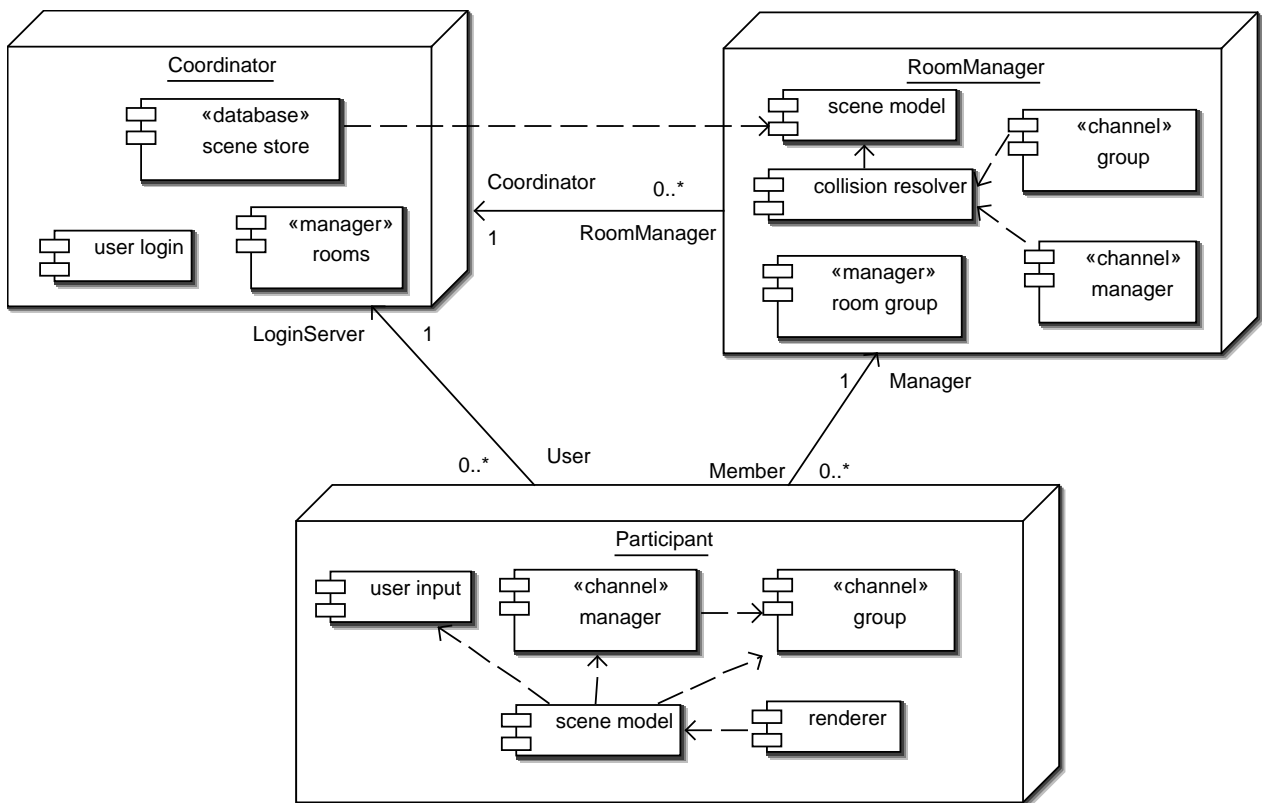 Coordinator
«database»
scene store
user login
«manager»
rooms
RoomManager
scene model
collision resolver
«channel»
group
«channel»
manager
«manager»
room group
Coordinator
0..*
1
RoomManager
LoginServer
1
1
Manager
0..*
User
Member
0..*
Participant
user input
«channel»
manager
«channel»
group
scene model
renderer